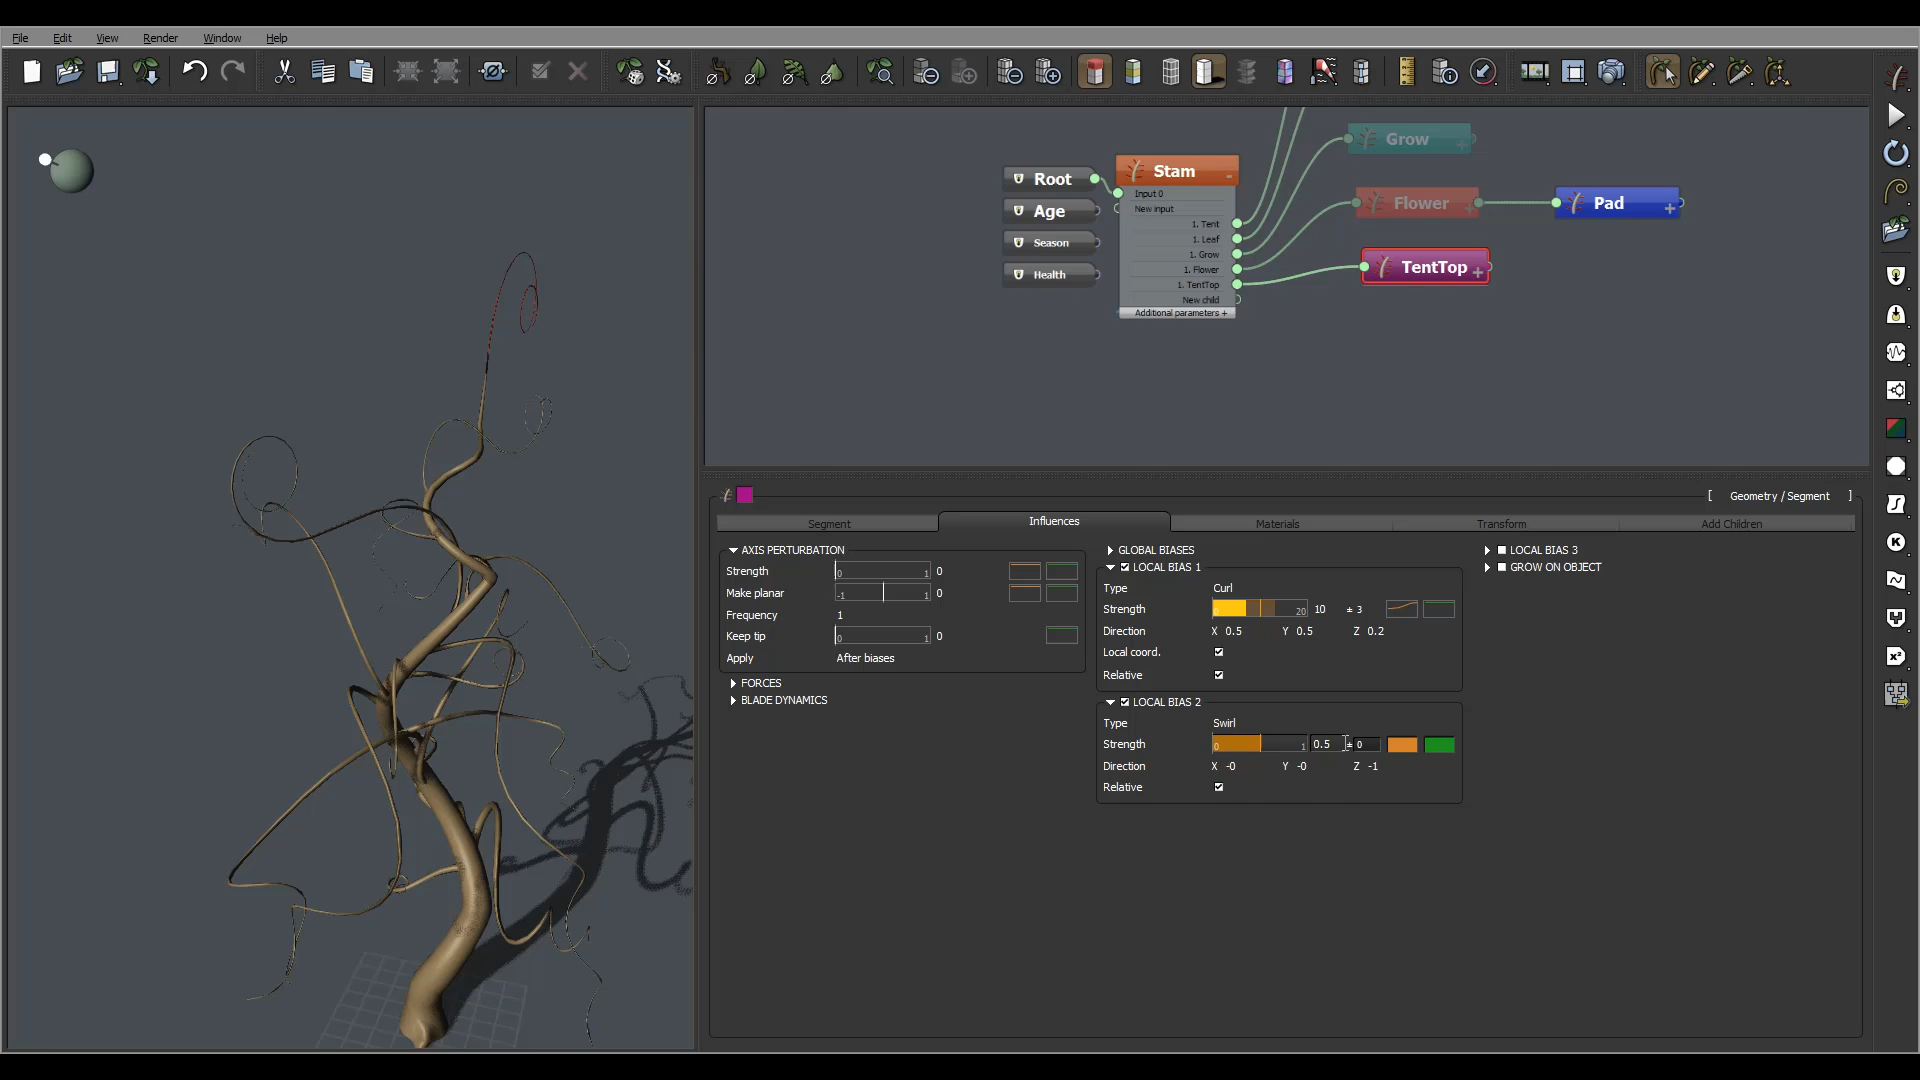 File Edit View Render Window Help
Grow
Stam
Root
Input 0
Flower
Pad
New input
Age
1. Tent
1. Leaf
Season
1. Grow
TentTop
1. Flower
Health
1. TentTop
New child
Additional parameters +
[ Geometry / Segment ]
Segment Influences Materials Transform Add Children
AXIS PERTURBATION
Strength 0 1 0
Make planar -1 1 0
Frequency 1
Keep tip 0 1 0
Apply After biases
FORCES
BLADE DYNAMICS
GLOBAL BIASES
LOCAL BIAS 1
Type Curl
Strength 0 20 10 ± 3
Direction X 0.5 Y 0.5 Z 0.2
Local coord.
Relative
LOCAL BIAS 2
Type Swirl
Strength 0 1 0.5 ± 0
Direction X -0 Y -0 Z -1
Relative
LOCAL BIAS 3
GROW ON OBJECT
K
x²